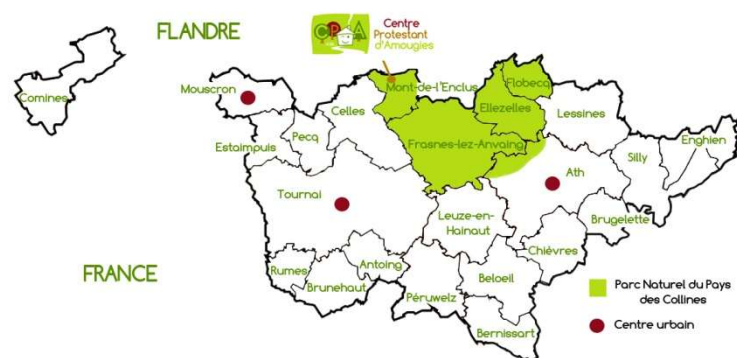 FLANDRE
CPA
Centre
Protestant
d'Amougies
Comines
Mouscron
Mont-de-l'Enclus
Flobecq
Celles
Ellezelles
Lessines
Estaimpuis
Pecq
Frasnes-lez-Anvaing
Enghien
Silly
Ath
Tournai
Leuze-en-
Hainaut
Brugelette
Chièvres
FRANCE
Rumes
Antoing
Beloeil
Brunehaut
Péruwelz
Bernissart
Parc Naturel du Pays
des Collines
Centre urbain